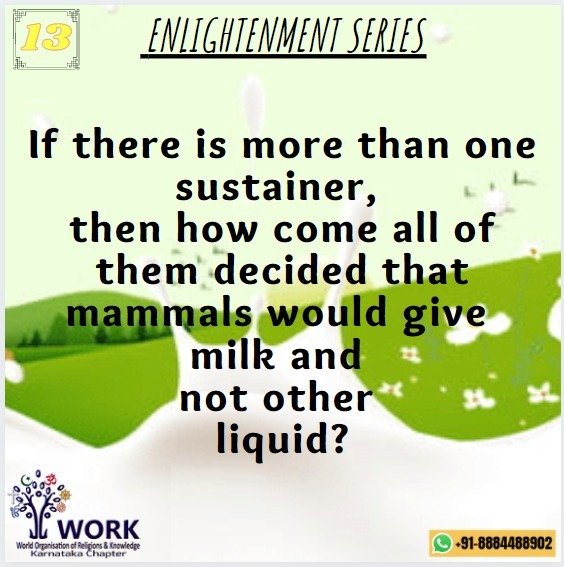 13
ENLIGHTENMENT SERIES
If there is more than one
sustainer,
then how come all of
them decided that
mammals would give
milk and
not other
liquid?
WORK
World Organisation of Religions & Knowledge
Karnataka Chapter
+91-8884488902